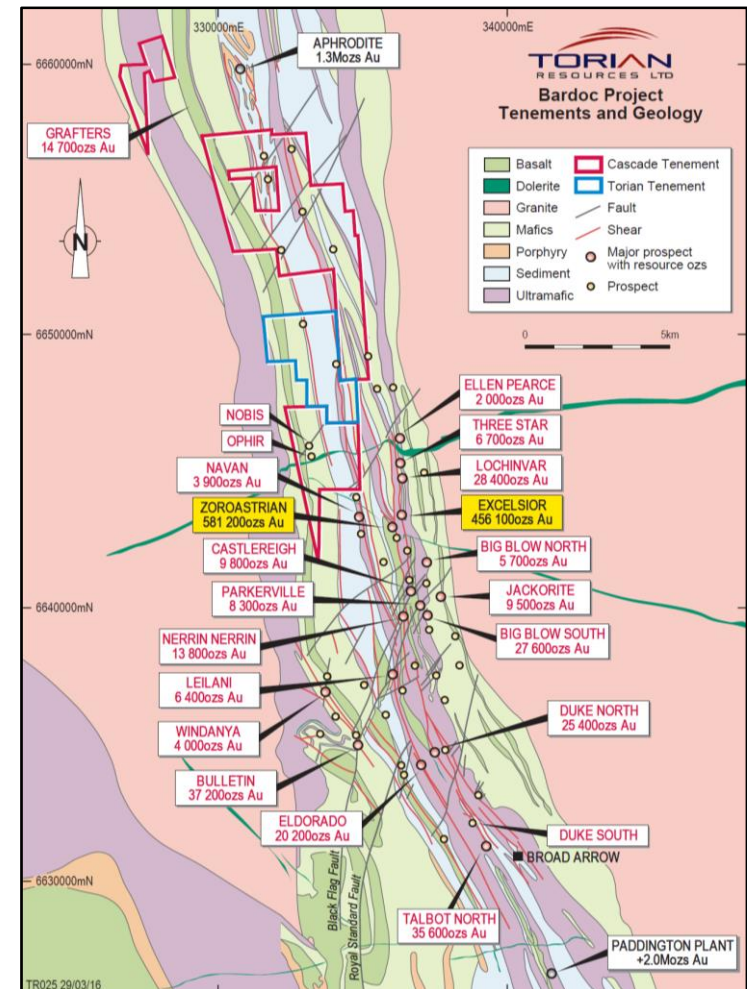 330000mE
340000mE
6660000mN
APHRODITE
1.3Mozs Au
TORIAN
RESOURCES LTD
Bardoc Project
Tenements and Geology
GRAFTERS
14 700ozs Au
Basalt
Dolerite
Granite
Mafics
Porphyry
Sediment
Ultramafic
Cascade Tenement
Torian Tenement
Fault
Shear
Major prospect
with resource ozs
Prospect
N
0
5km
6650000mN
ELLEN PEARCE
2 000ozs Au
NOBIS
THREE STAR
6 700ozs Au
OPHIR
NAVAN
3 900ozs Au
LOCHINVAR
28 400ozs Au
ZOROASTRIAN
581 200ozs Au
EXCELSIOR
456 100ozs Au
CASTLEREIGH
9 800ozs Au
BIG BLOW NORTH
5 700ozs Au
PARKERVILLE
8 300ozs Au
JACKORITE
9 500ozs Au
6640000mN
NERRIN NERRIN
13 800ozs Au
BIG BLOW SOUTH
27 600ozs Au
LEILANI
6 400ozs Au
WINDANYA
4 000ozs Au
DUKE NORTH
25 400ozs Au
BULLETIN
37 200ozs Au
ELDORADO
20 200ozs Au
DUKE SOUTH
BROAD ARROW
6630000mN
Black Flag Fault
Royal Standard Fault
TALBOT NORTH
35 600ozs Au
PADDINGTON PLANT
+2.0Mozs Au
TR025 29/03/16